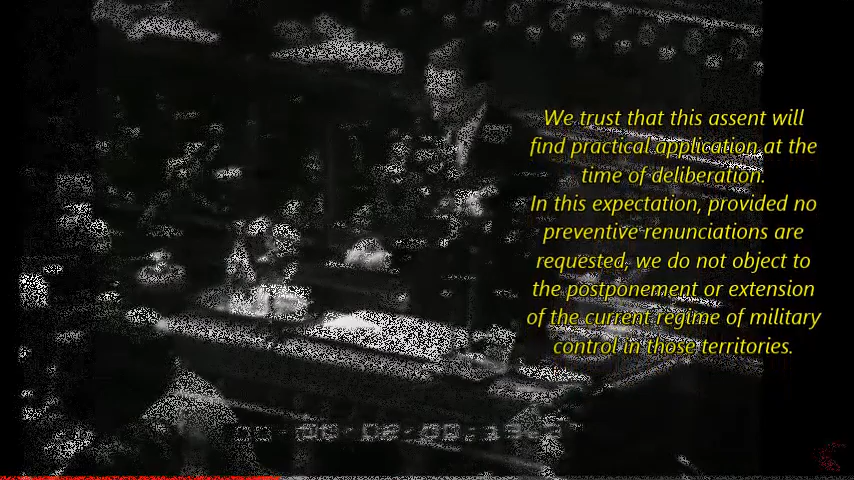 We trust that this assent will
find practical application at the
time of deliberation.
In this expectation, provided no
preventive renunciations are
requested, we do not object to
the postponement or extension
of the current regime of military
control in those territories.